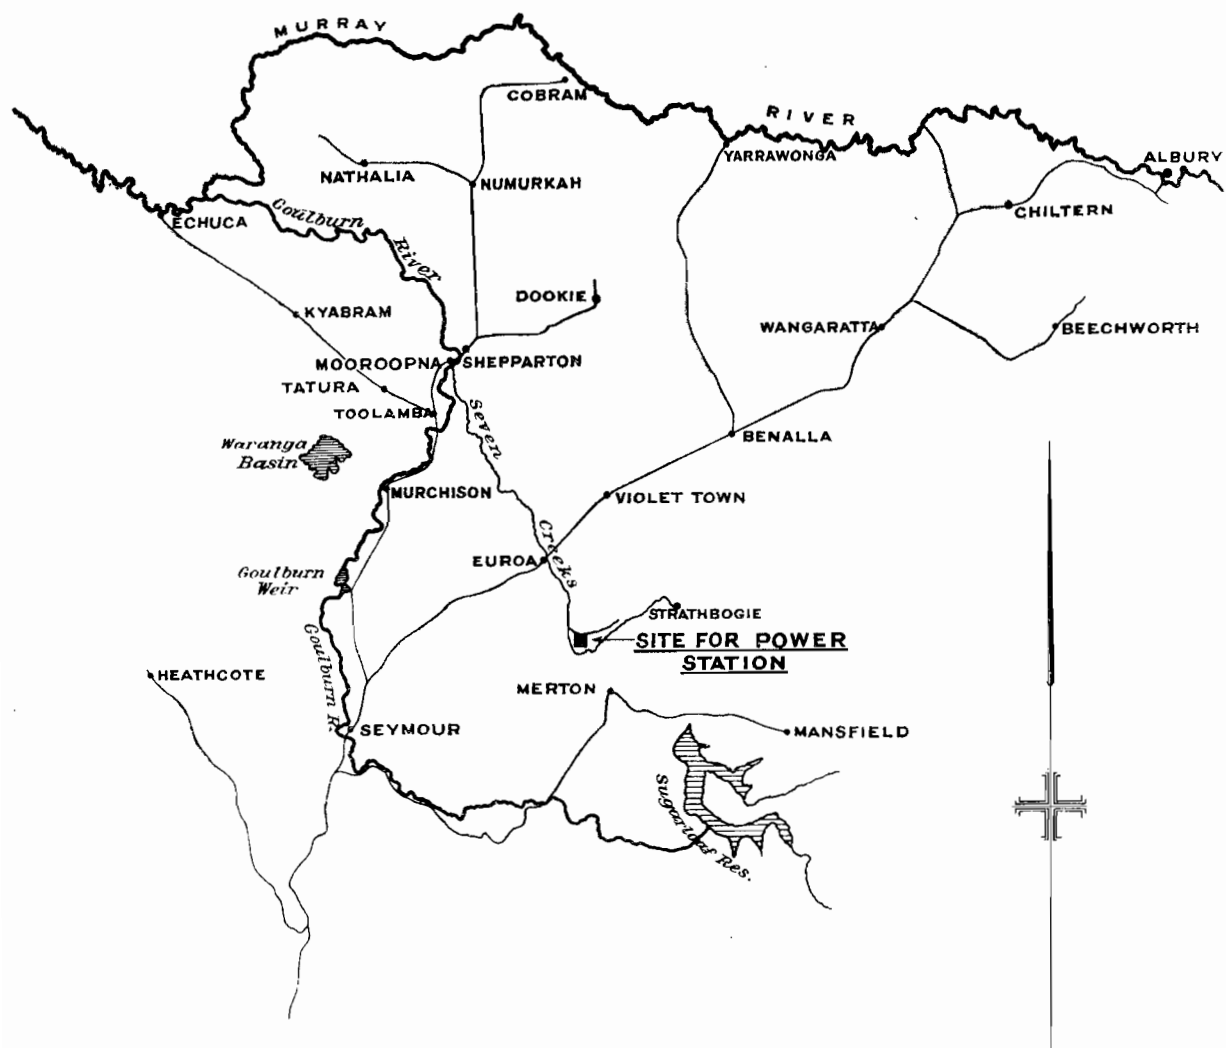 MURRAY
COBRAM
RIVER
YARRAWONGA
ALBURY
NATHALIA
NUMURKAH
CHILTERN
ECHUCA
Goulburn
River
DOOKIE
KYABRAM
WANGARATTA
BEECHWORTH
MOOROOPNA
SHEPPARTON
TATURA
TOOLAMBA
Seven
Creeks
Waranga
Basin
BENALLA
MURCHISON
VIOLET TOWN
EUROA
Goulburn
Weir
STRATHBOGIE
SITE FOR POWER
STATION
Goulburn R.
HEATHCOTE
MERTON
SEYMOUR
MANSFIELD
Sugarloaf Res.